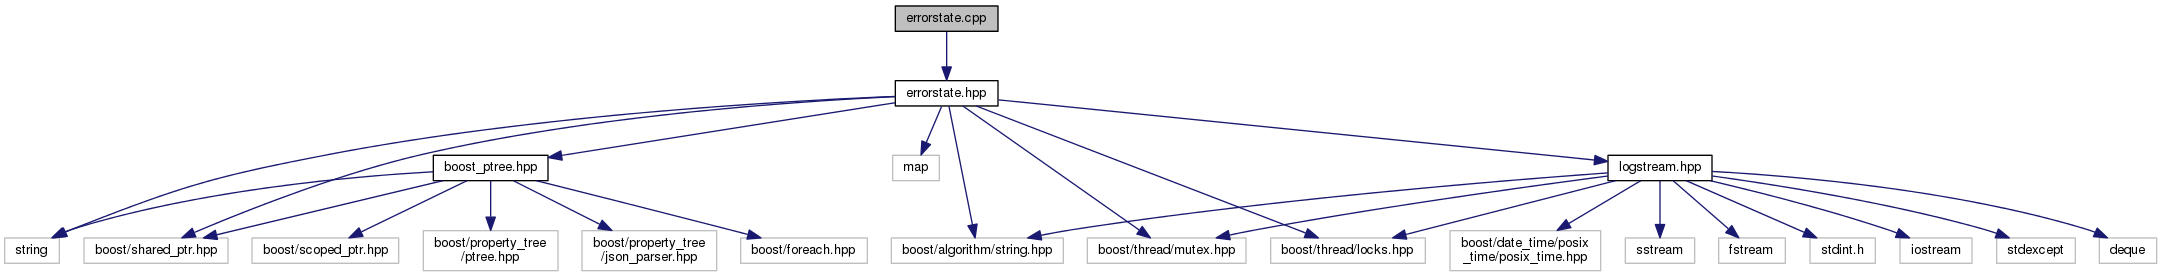 errorstate.cpp
errorstate.hpp
boost_ptree.hpp
map
logstream.hpp
string
boost/shared_ptr.hpp
boost/scoped_ptr.hpp
boost/property_tree
/ptree.hpp
boost/property_tree
/json_parser.hpp
boost/foreach.hpp
boost/algorithm/string.hpp
boost/thread/mutex.hpp
boost/thread/locks.hpp
boost/date_time/posix
_time/posix_time.hpp
sstream
fstream
stdint.h
iostream
stdexcept
deque